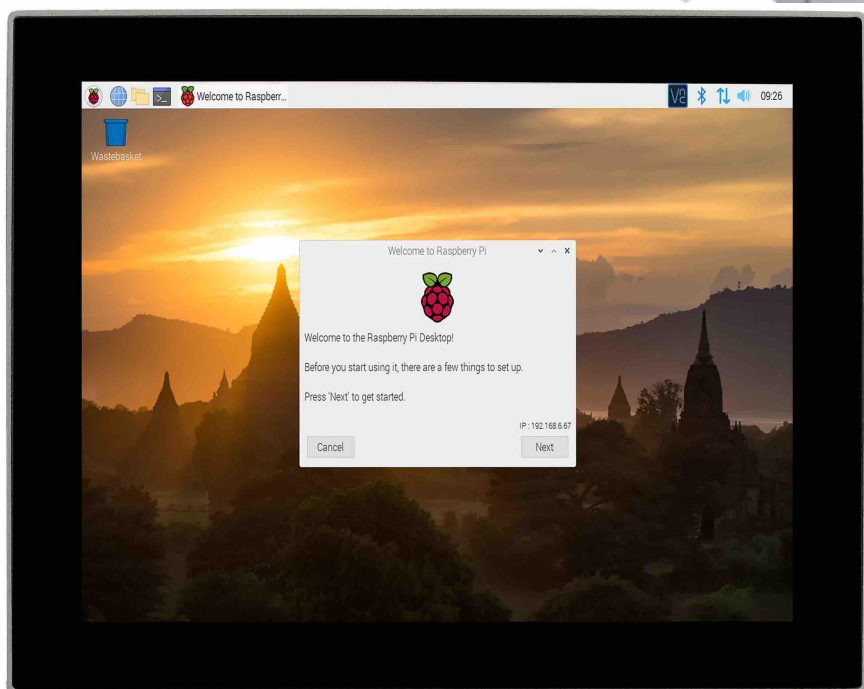 Welcome to Raspberr...
V2
09:26
Wastebasket
Welcome to Raspberry Pi
Welcome to the Raspberry Pi Desktop!
Before you start using it, there are a few things to set up.
Press 'Next' to get started.
IP : 192.168.6.67
Cancel
Next